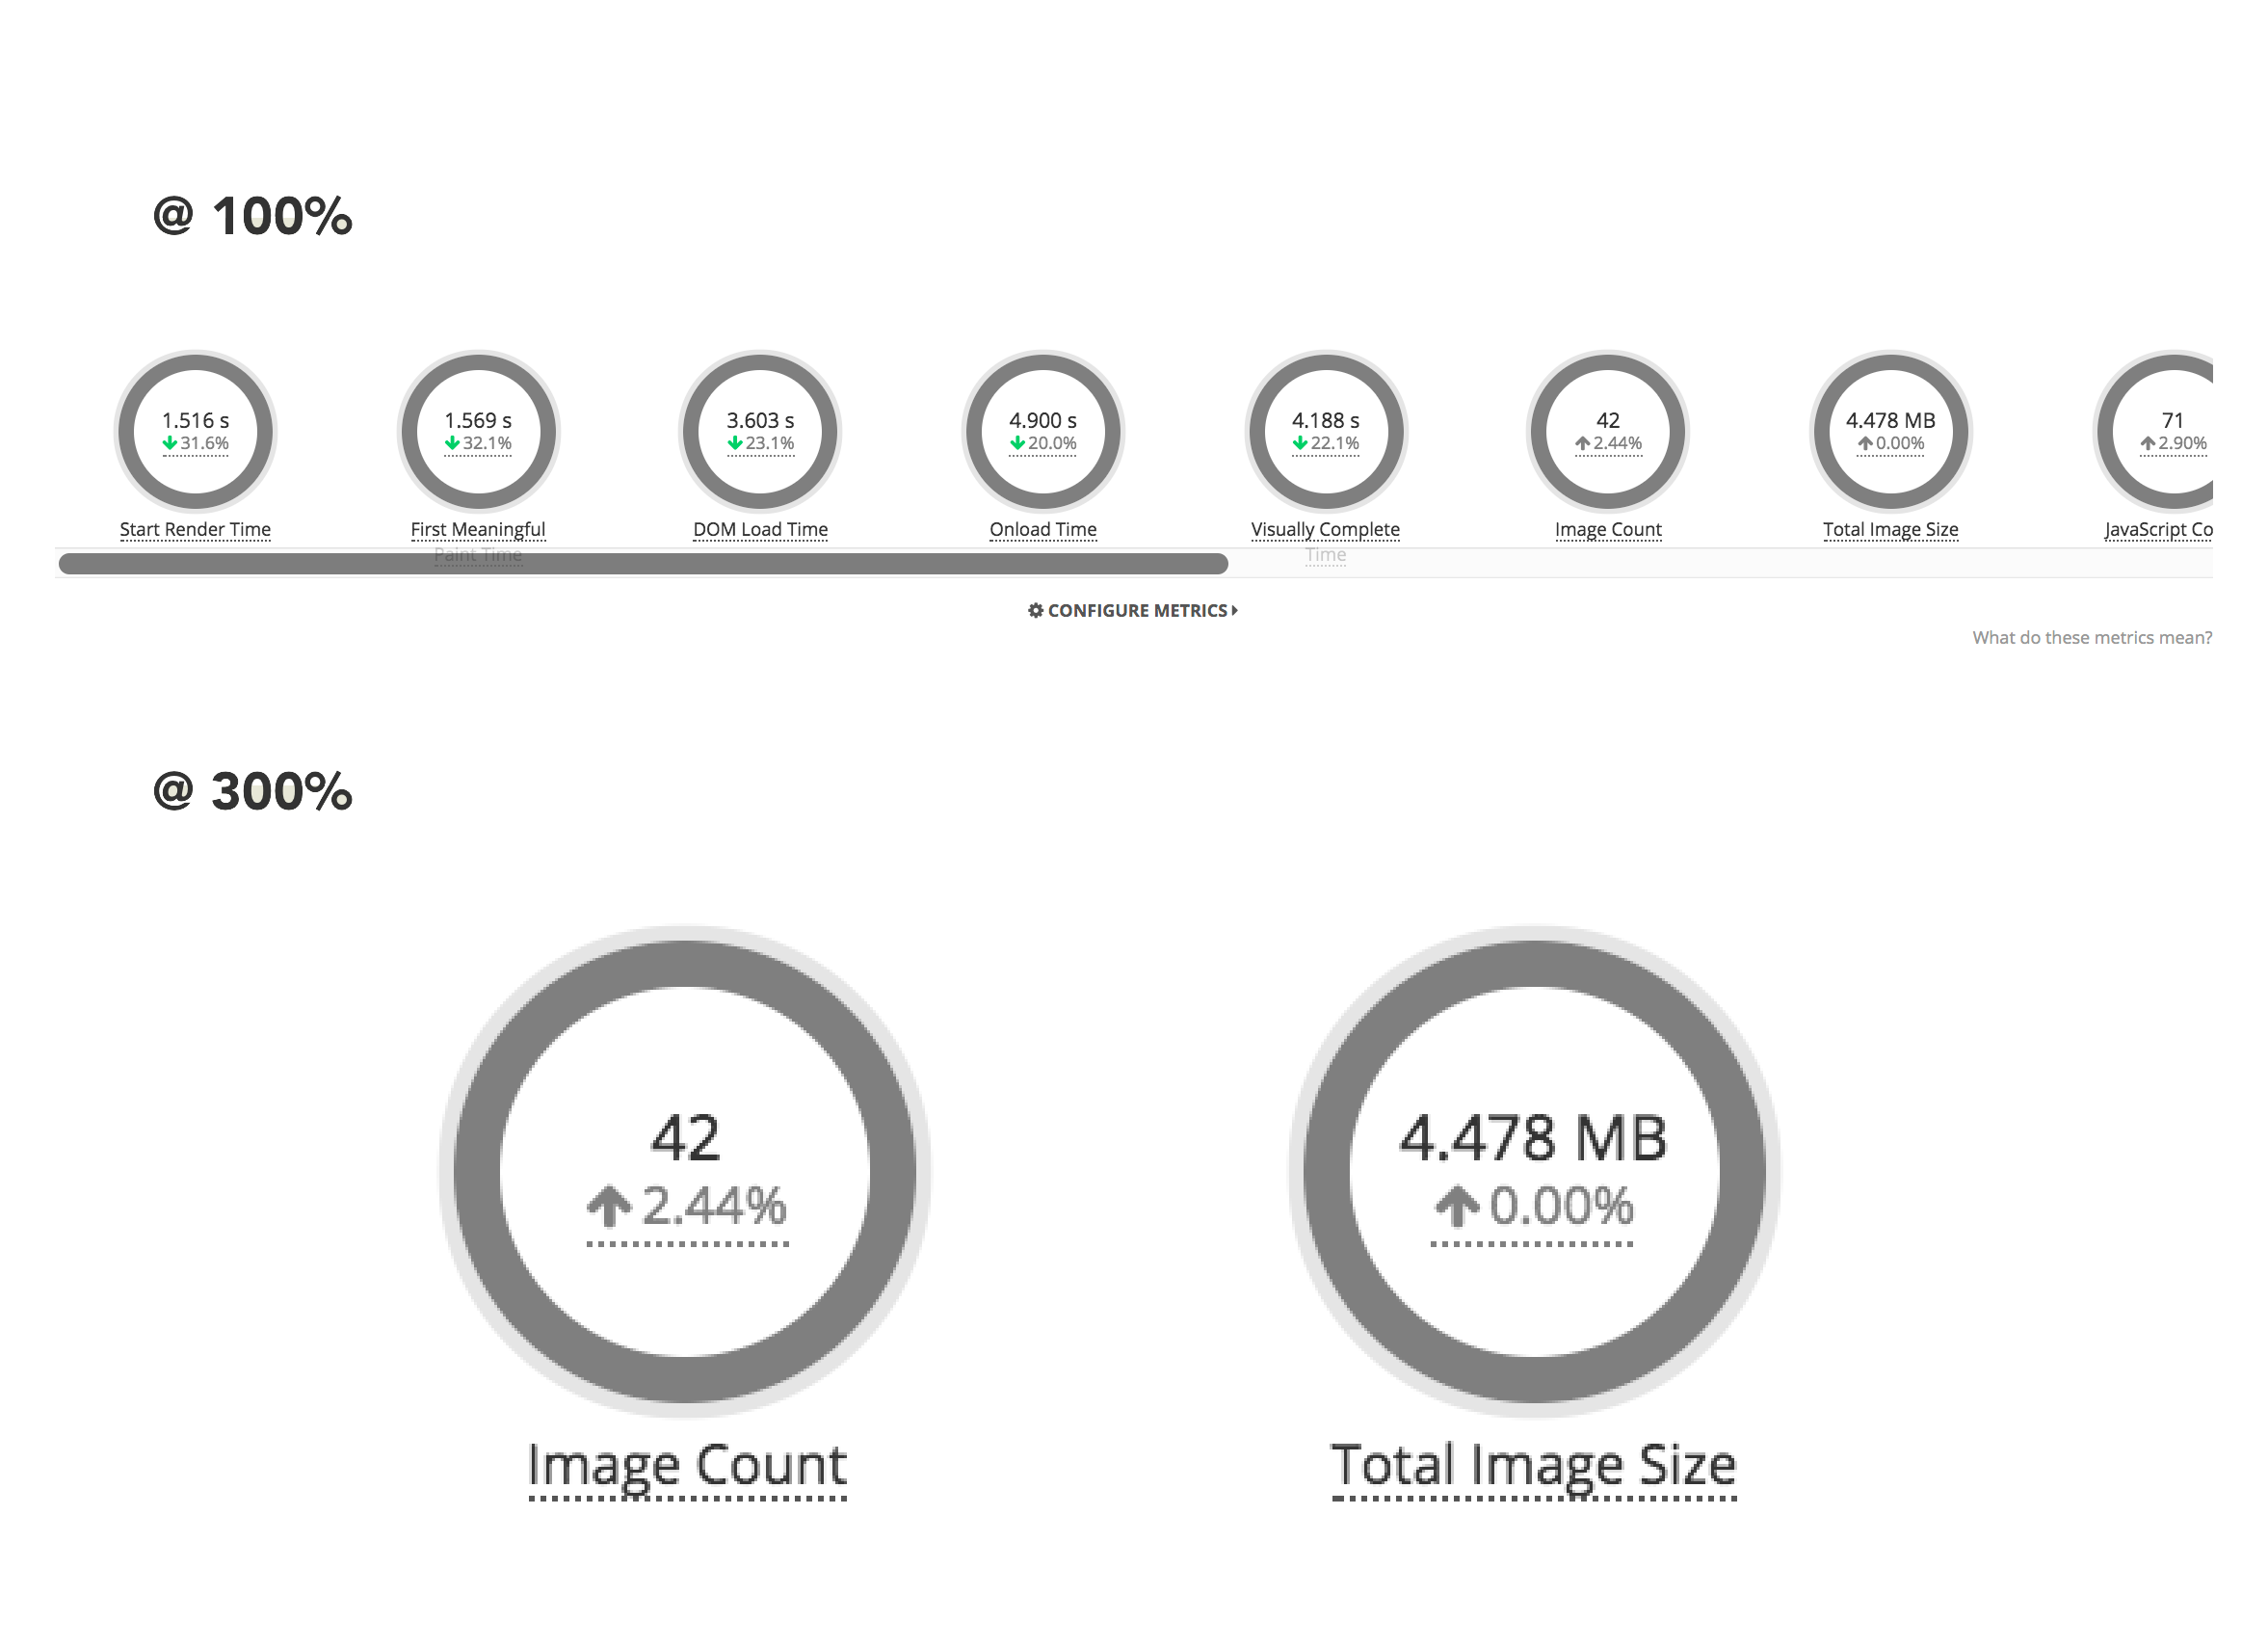 @ 100%
1.516 s
31.6%
Start Render Time
1.569 s
32.1%
First Meaningful
Paint Time
3.603 s
23.1%
DOM Load Time
4.900 s
20.0%
Onload Time
4.188 s
22.1%
Visually Complete
Time
42
2.44%
Image Count
4.478 MB
0.00%
Total Image Size
71
2.90%
JavaScript Co
CONFIGURE METRICS
What do these metrics mean?
@ 300%
42
2.44%
Image Count
4.478 MB
0.00%
Total Image Size